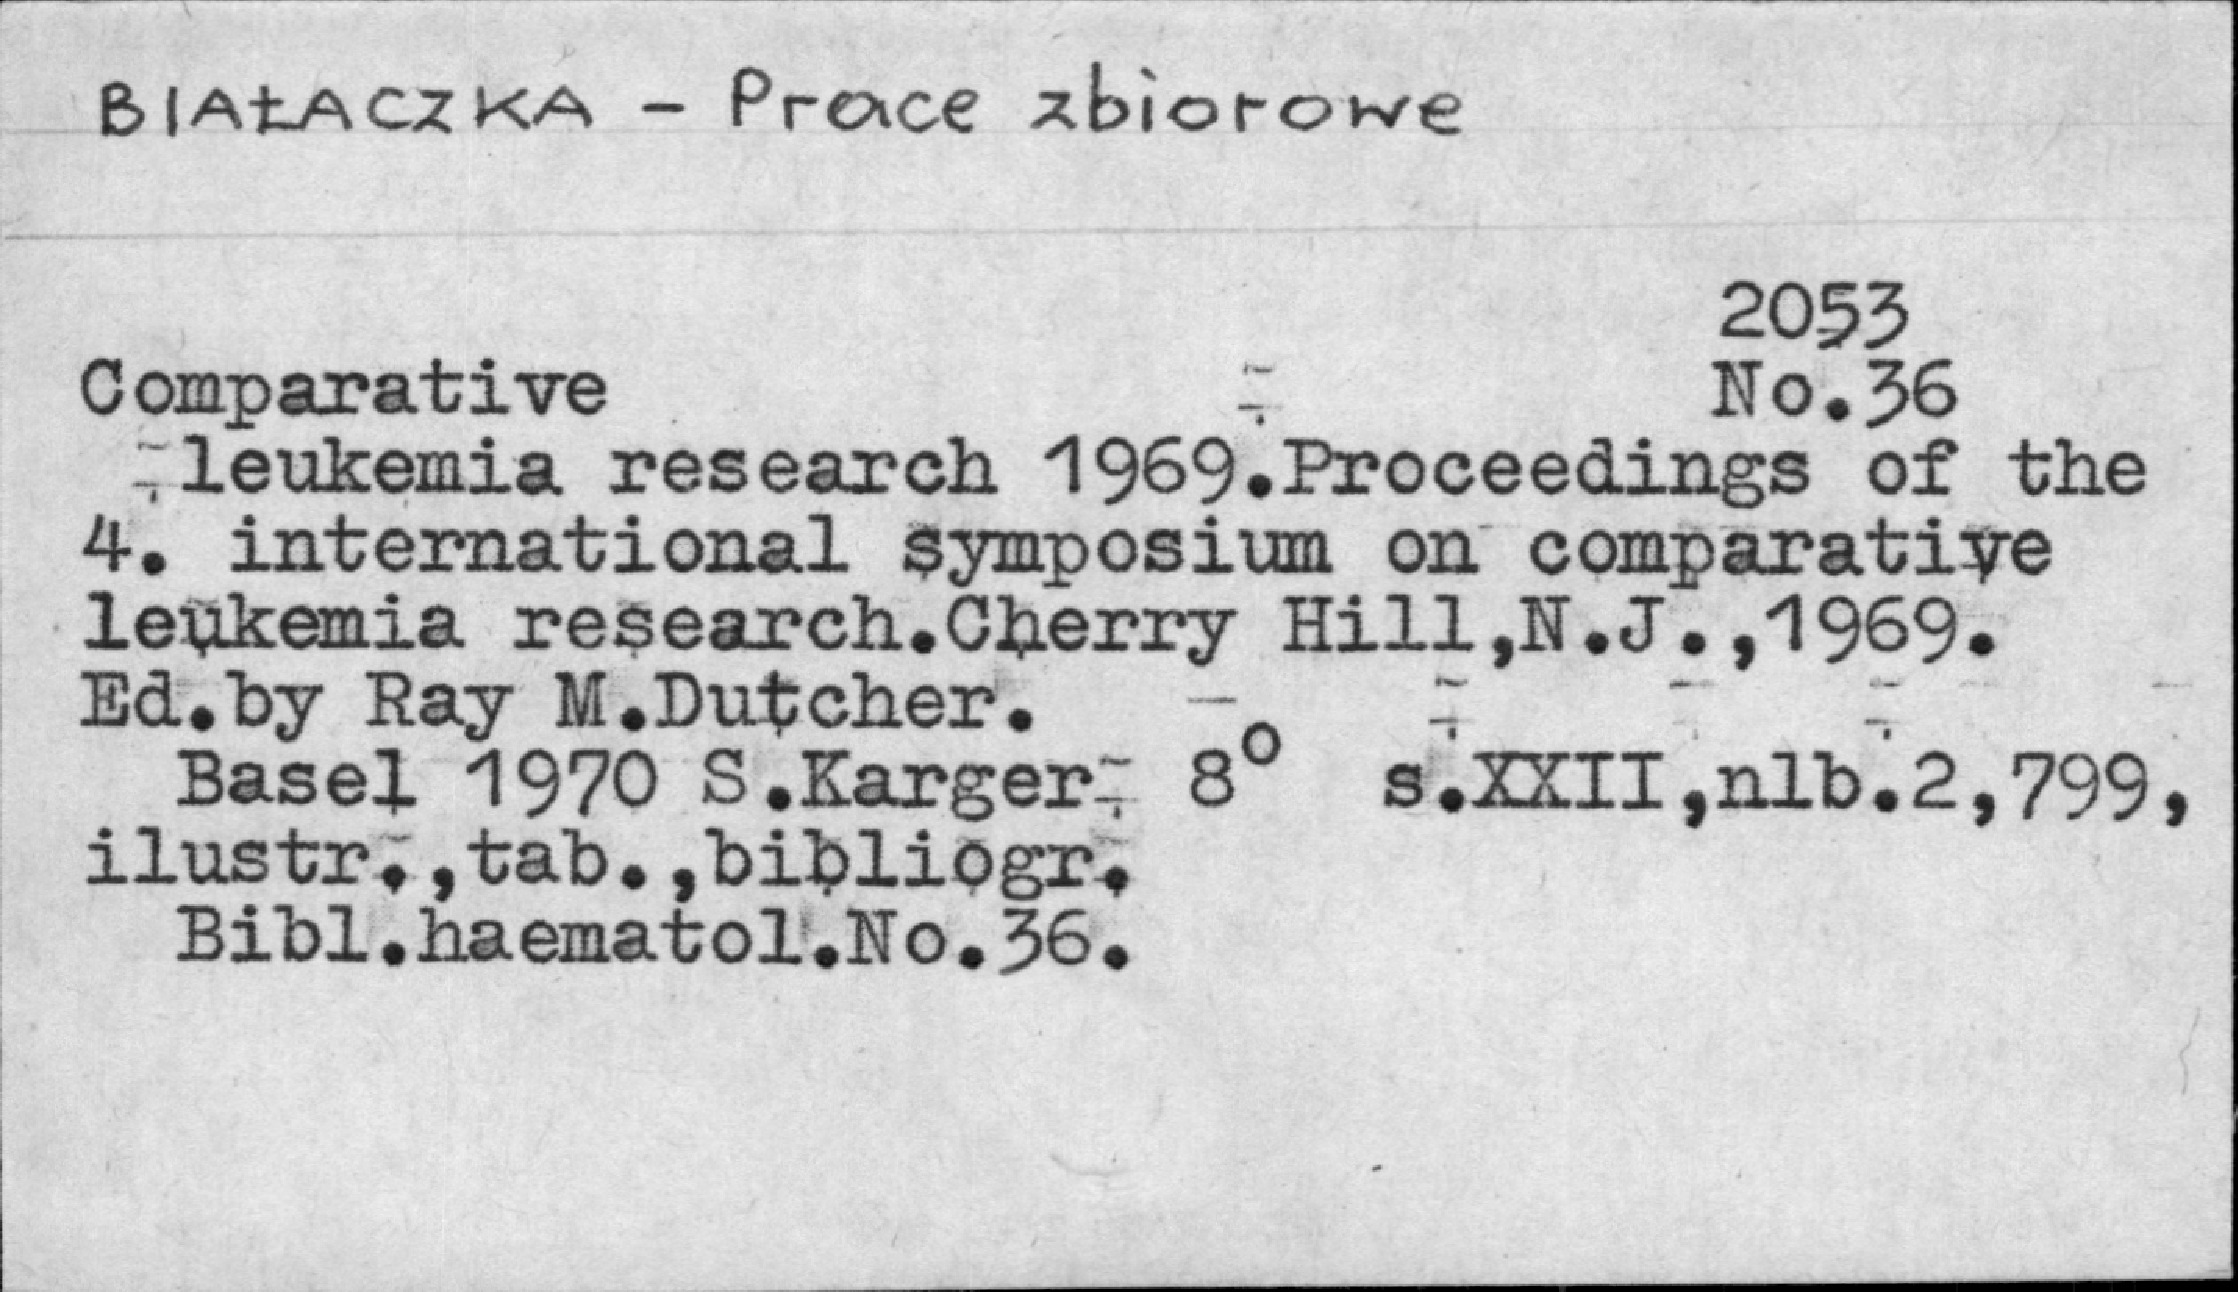 BIAŁACZKA - Prace zbiorowe
2053
Comparative No.36
leukemia research 1969.Proceedings of the
4. international symposium on comparative
leukemia research.Cherry Hill,N.J.,1969.
Ed.by Ray M.Dutcher.
Basel 1970 S.Karger 8° s.XXII,nlb.2,799,
ilustr.,tab.,bibliogr.
Bibl.haematol.No.36.